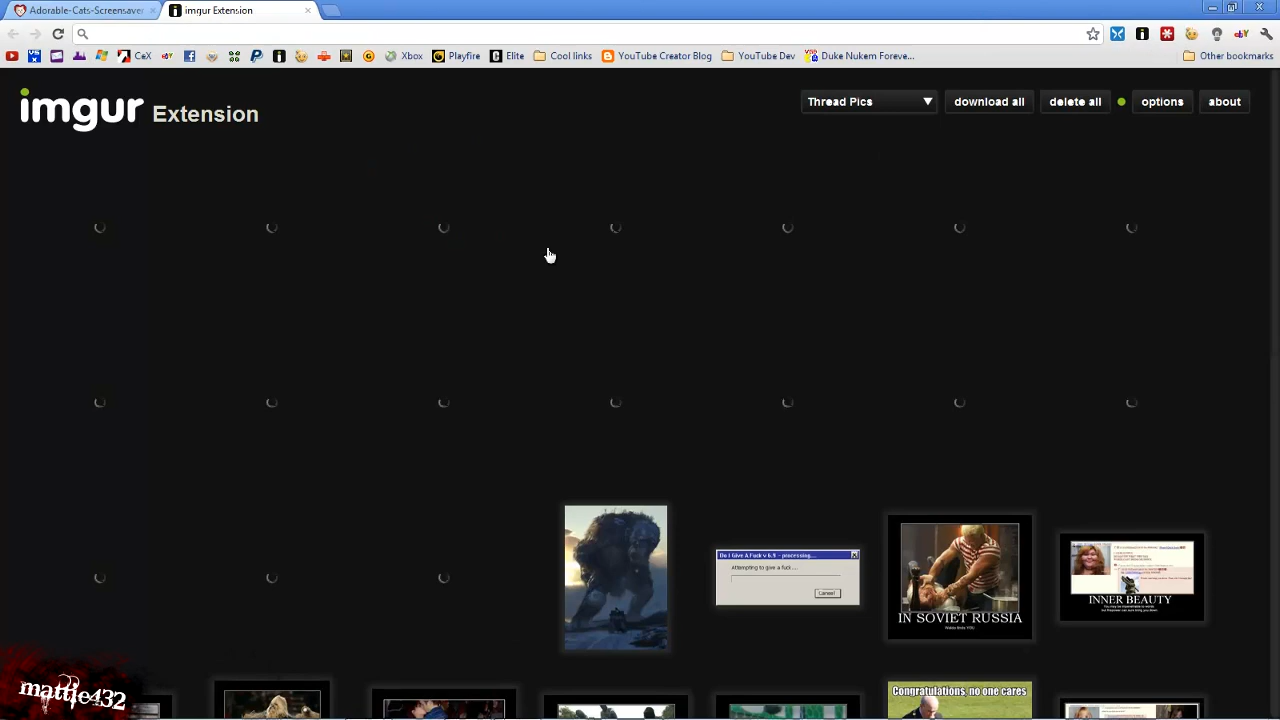 Adorable-Cats-Screensaver
imgur Extension
CeX
Xbox
Playfire
Elite
Cool links
YouTube Creator Blog
YouTube Dev
Duke Nukem Foreve...
Other bookmarks
imgur Extension
Thread Pics
download all
delete all
options
about
Do I Give A Fuck v 6.9 - processing...
Attempting to give a fuck...
Cancel
IN SOVIET RUSSIA
INNER BEAUTY
Congratulations, no one cares
mattie432